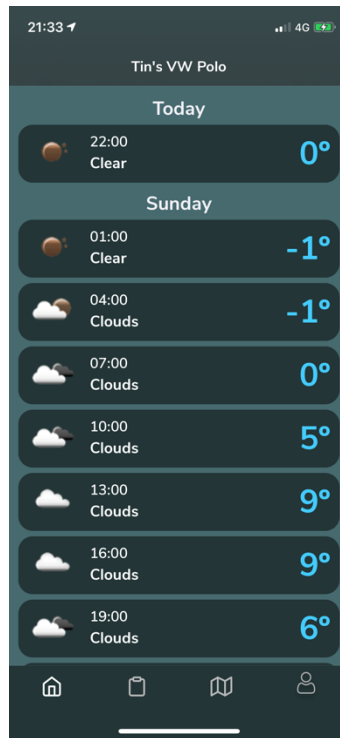 21:33
4G
Tin's VW Polo
Today
22:00
Clear
0°
Sunday
01:00
Clear
-1°
04:00
Clouds
-1°
07:00
Clouds
0°
10:00
Clouds
5°
13:00
Clouds
9°
16:00
Clouds
9°
19:00
Clouds
6°